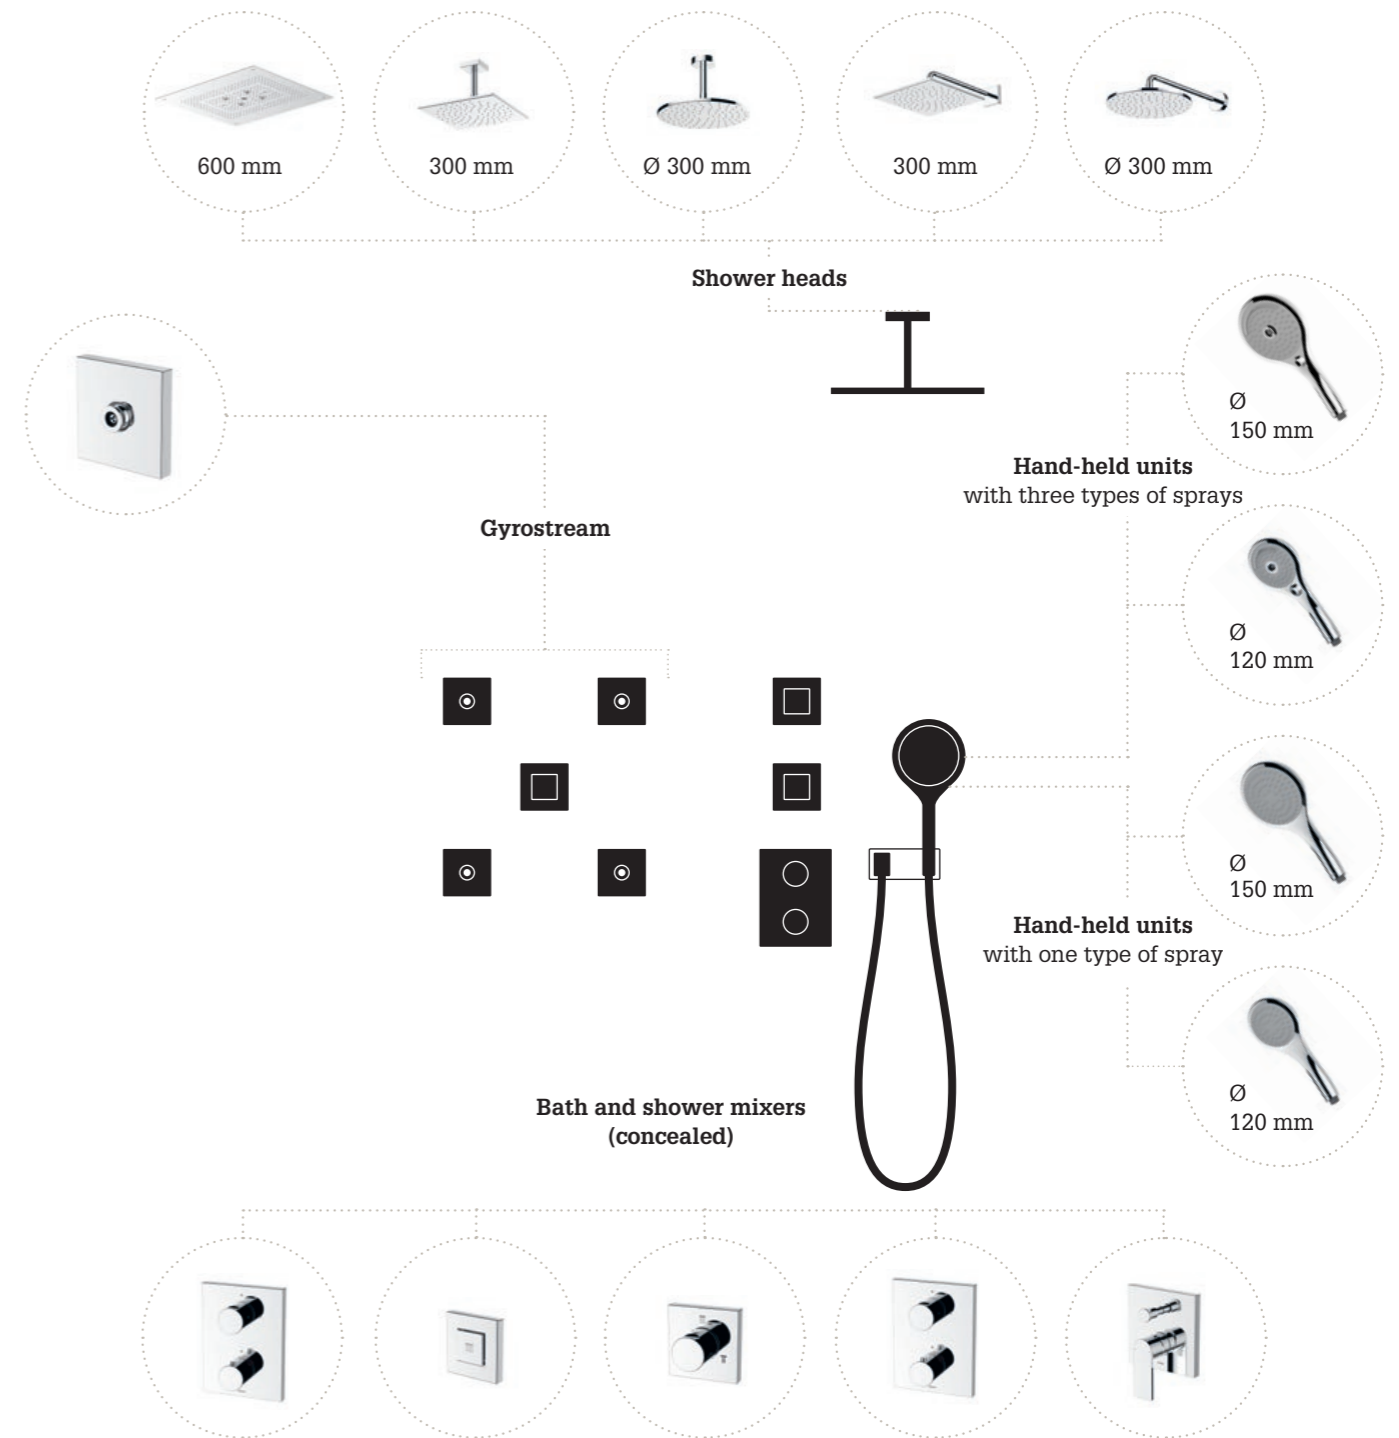 600 mm
300 mm
Ø 300 mm
300 mm
Ø 300 mm
Shower heads
Ø
150 mm
Hand-held units
with three types of sprays
Gyrostream
Ø
120 mm
Ø
150 mm
Hand-held units
with one type of spray
Ø
120 mm
Bath and shower mixers
(concealed)